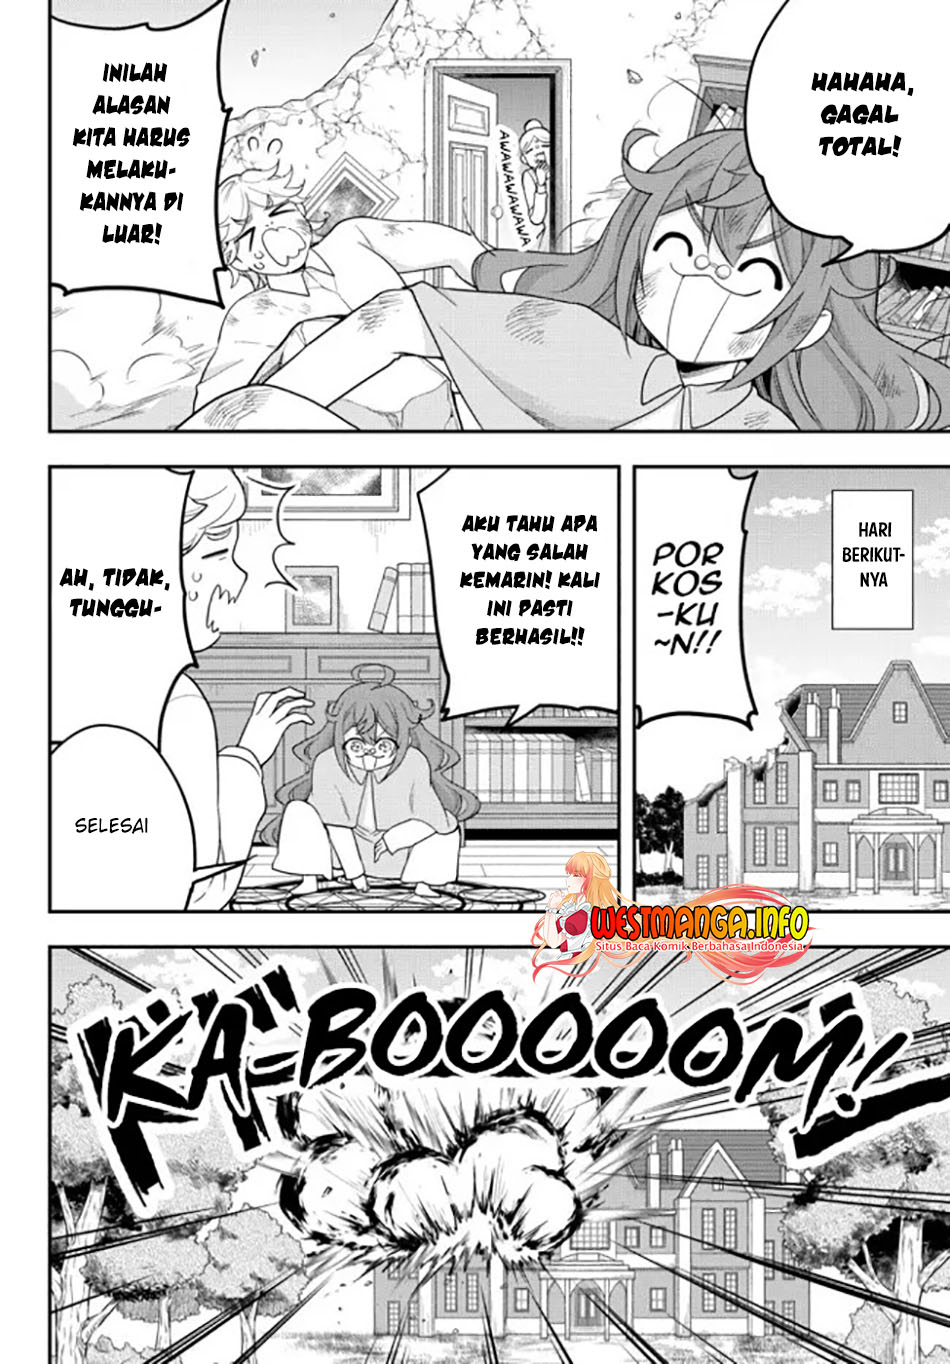 HAHAHA,
GAGAL
TOTAL!
AWAWAWAWAWA
INILAH
ALASAN
KITA HARUS
MELAKU-
KANNYA DI
LUAR!
HARI
BERIKUT-
NYA
POR
KOS
-KU
~N!!
AKU TAHU APA
YANG SALAH
KEMARIN! KALI
INI PASTI
BERHASIL!!
AH, TIDAK,
TUNGGU-
SELESAI
WESTMANGA.INFO
Situs Baca Komik Berbahasa Indonesia
KA-BOOOOOOM!